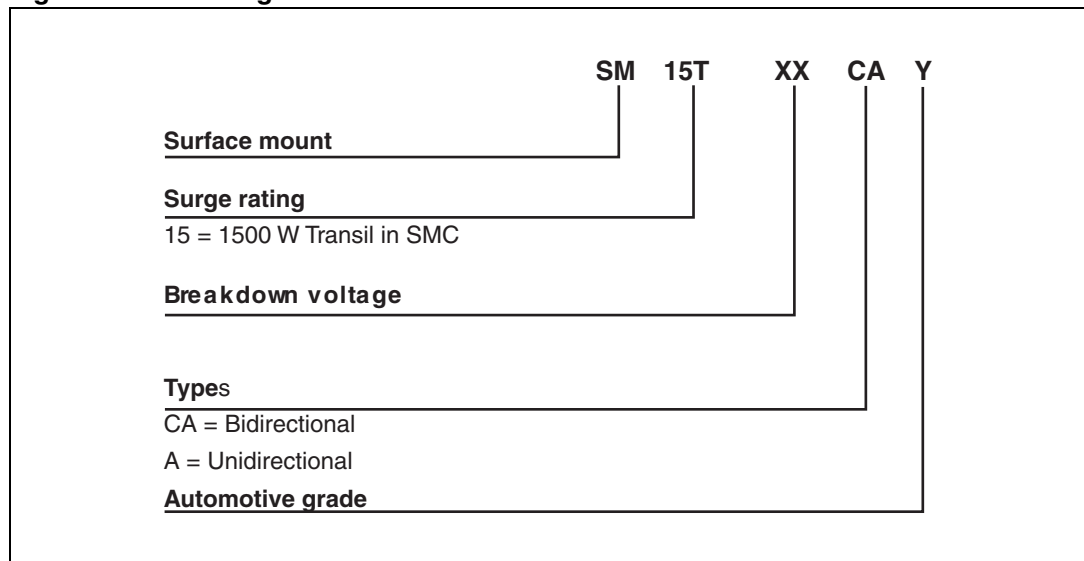 SM 15T XX CA Y
Surface mount
Surge rating
15 = 1500 W Transil in SMC
Breakdown voltage
Types
CA = Bidirectional
A = Unidirectional
Automotive grade